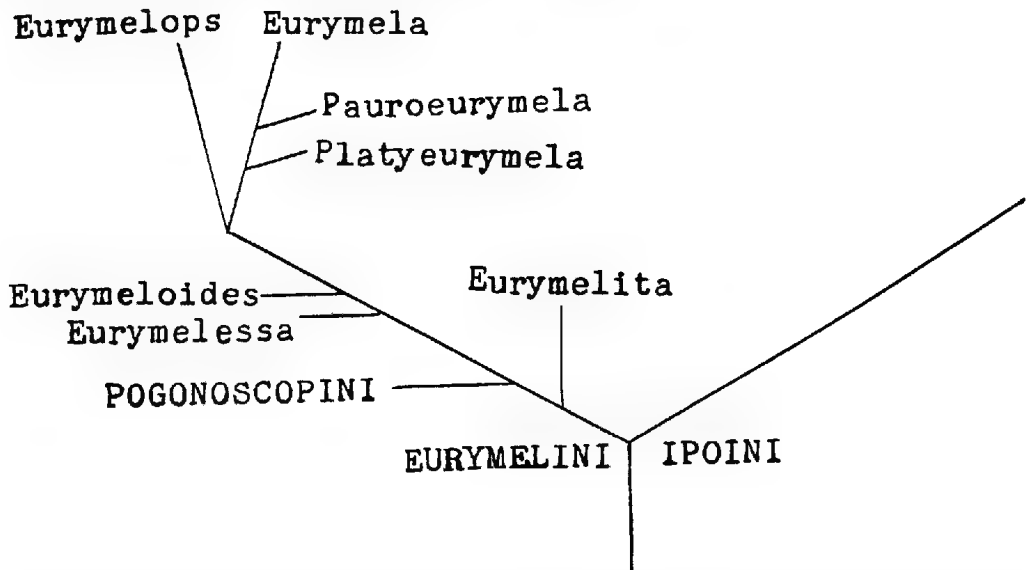 Eurymelops Eurymela
Pauroeurymela
Platyeurymela
Eurymeloides
Eurymelita
Eurymelessa
POGONOSCOPINI
EURYMELINI IPOINI